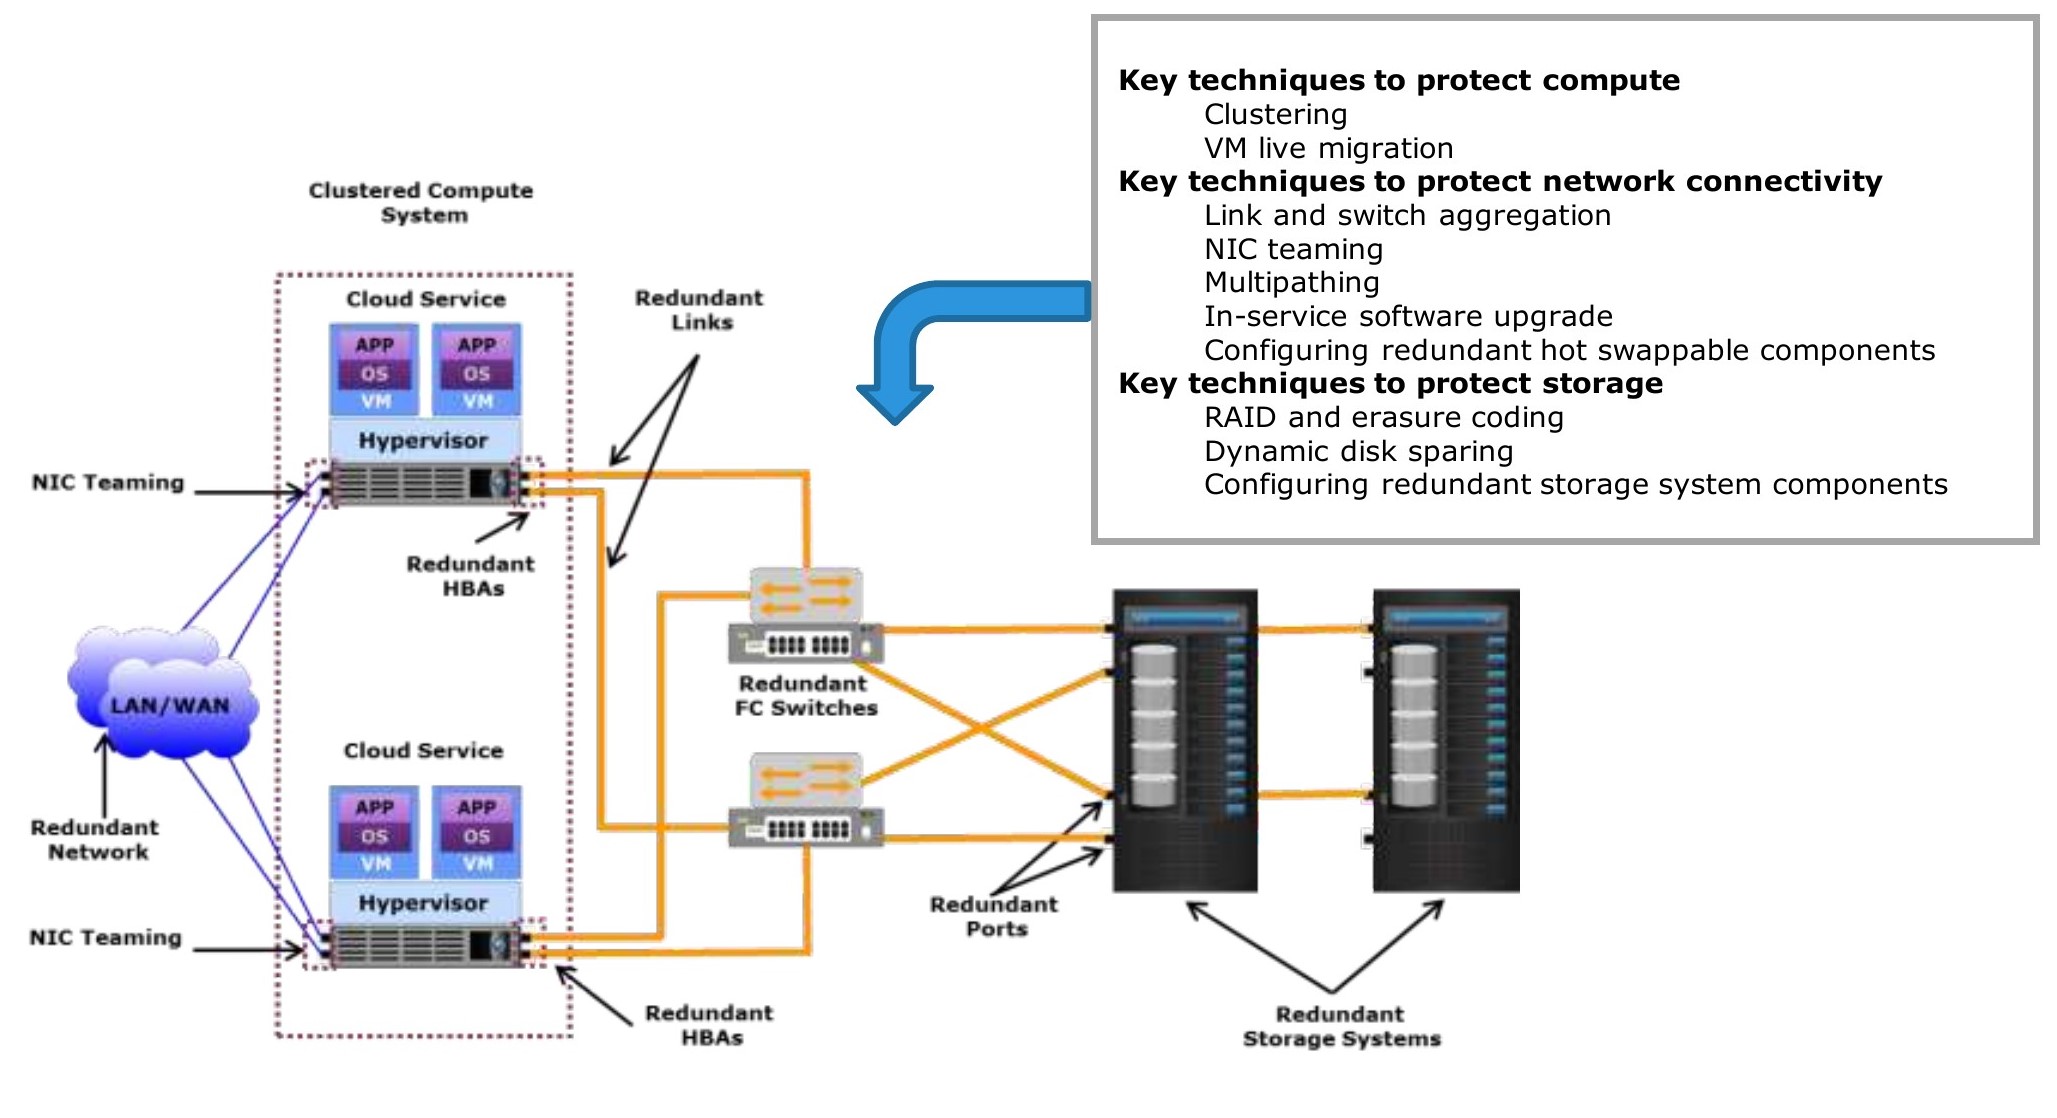 Key techniques to protect compute
Clustering
VM live migration
Key techniques to protect network connectivity
Link and switch aggregation
NIC teaming
Multipathing
In-service software upgrade
Configuring redundant hot swappable components
Key techniques to protect storage
RAID and erasure coding
Dynamic disk sparing
Configuring redundant storage system components
Clustered Compute
System
Cloud Service
APP
OS
VM
APP
OS
VM
Hypervisor
NIC Teaming
Redundant
HBAs
Redundant
Links
LAN/WAN
Redundant
Network
Redundant
FC Switches
Cloud Service
APP
OS
VM
APP
OS
VM
Hypervisor
NIC Teaming
Redundant
HBAs
Redundant
Ports
Redundant
Storage Systems